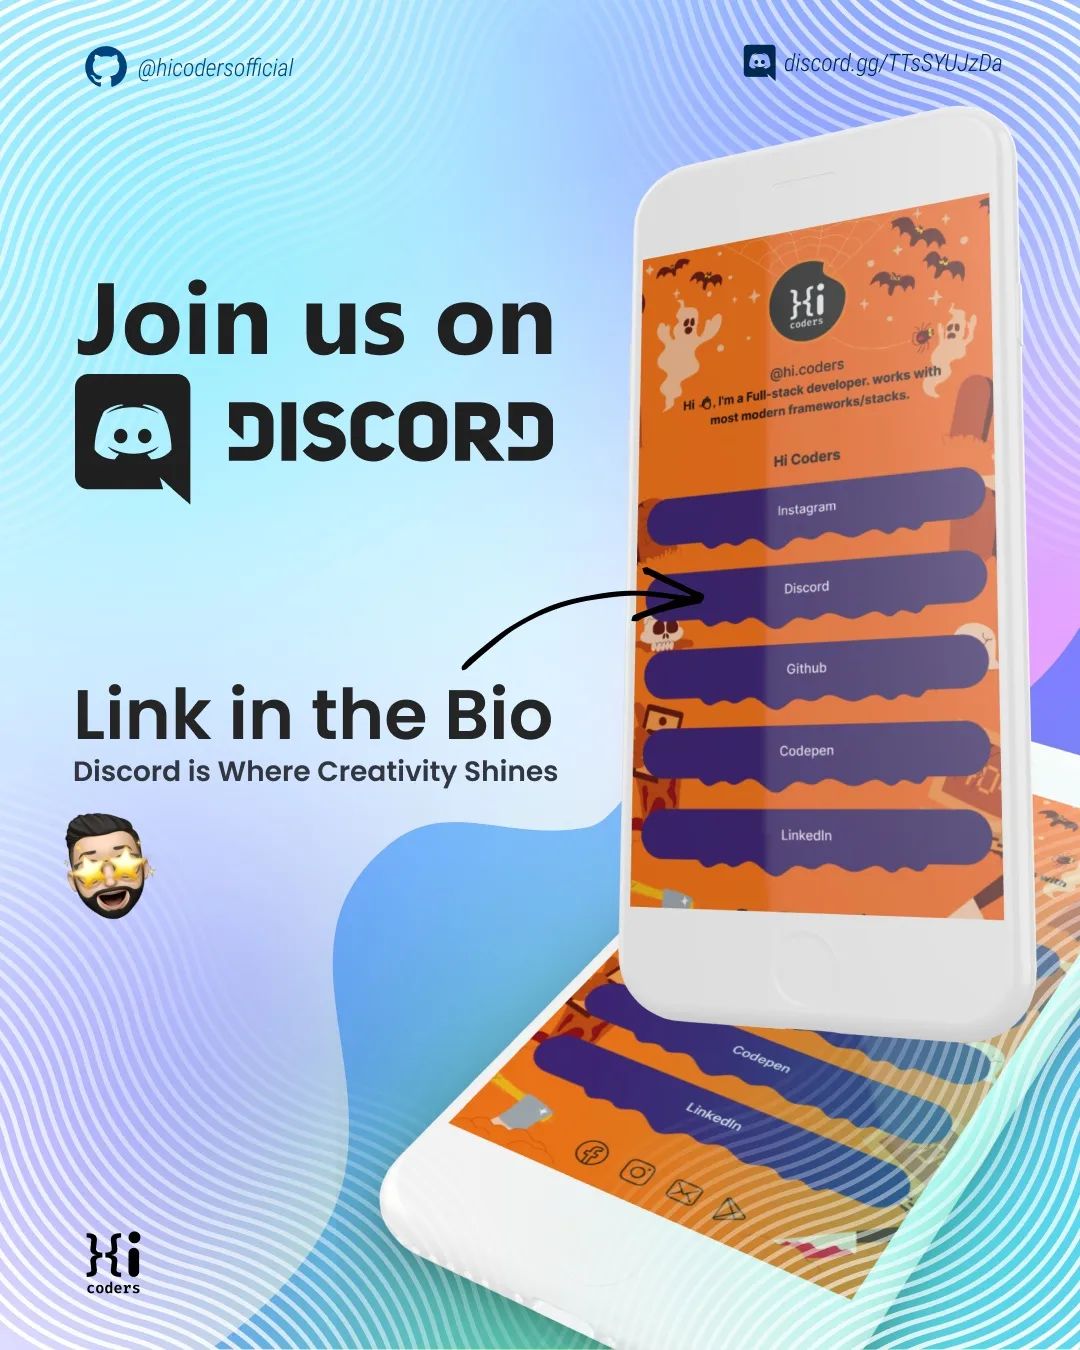 @hicodersofficial
discord.gg/TTsSYUJzDa
Join us on
DISCORD
Link in the Bio
Discord is Where Creativity Shines
Hi
coders
@hi.coders
Hi 👋, I'm a Full-stack developer. works with
most modern frameworks/stacks.
Hi Coders
Instagram
Discord
Github
Codepen
LinkedIn
with
Codepen
LinkedIn
Hi
coders